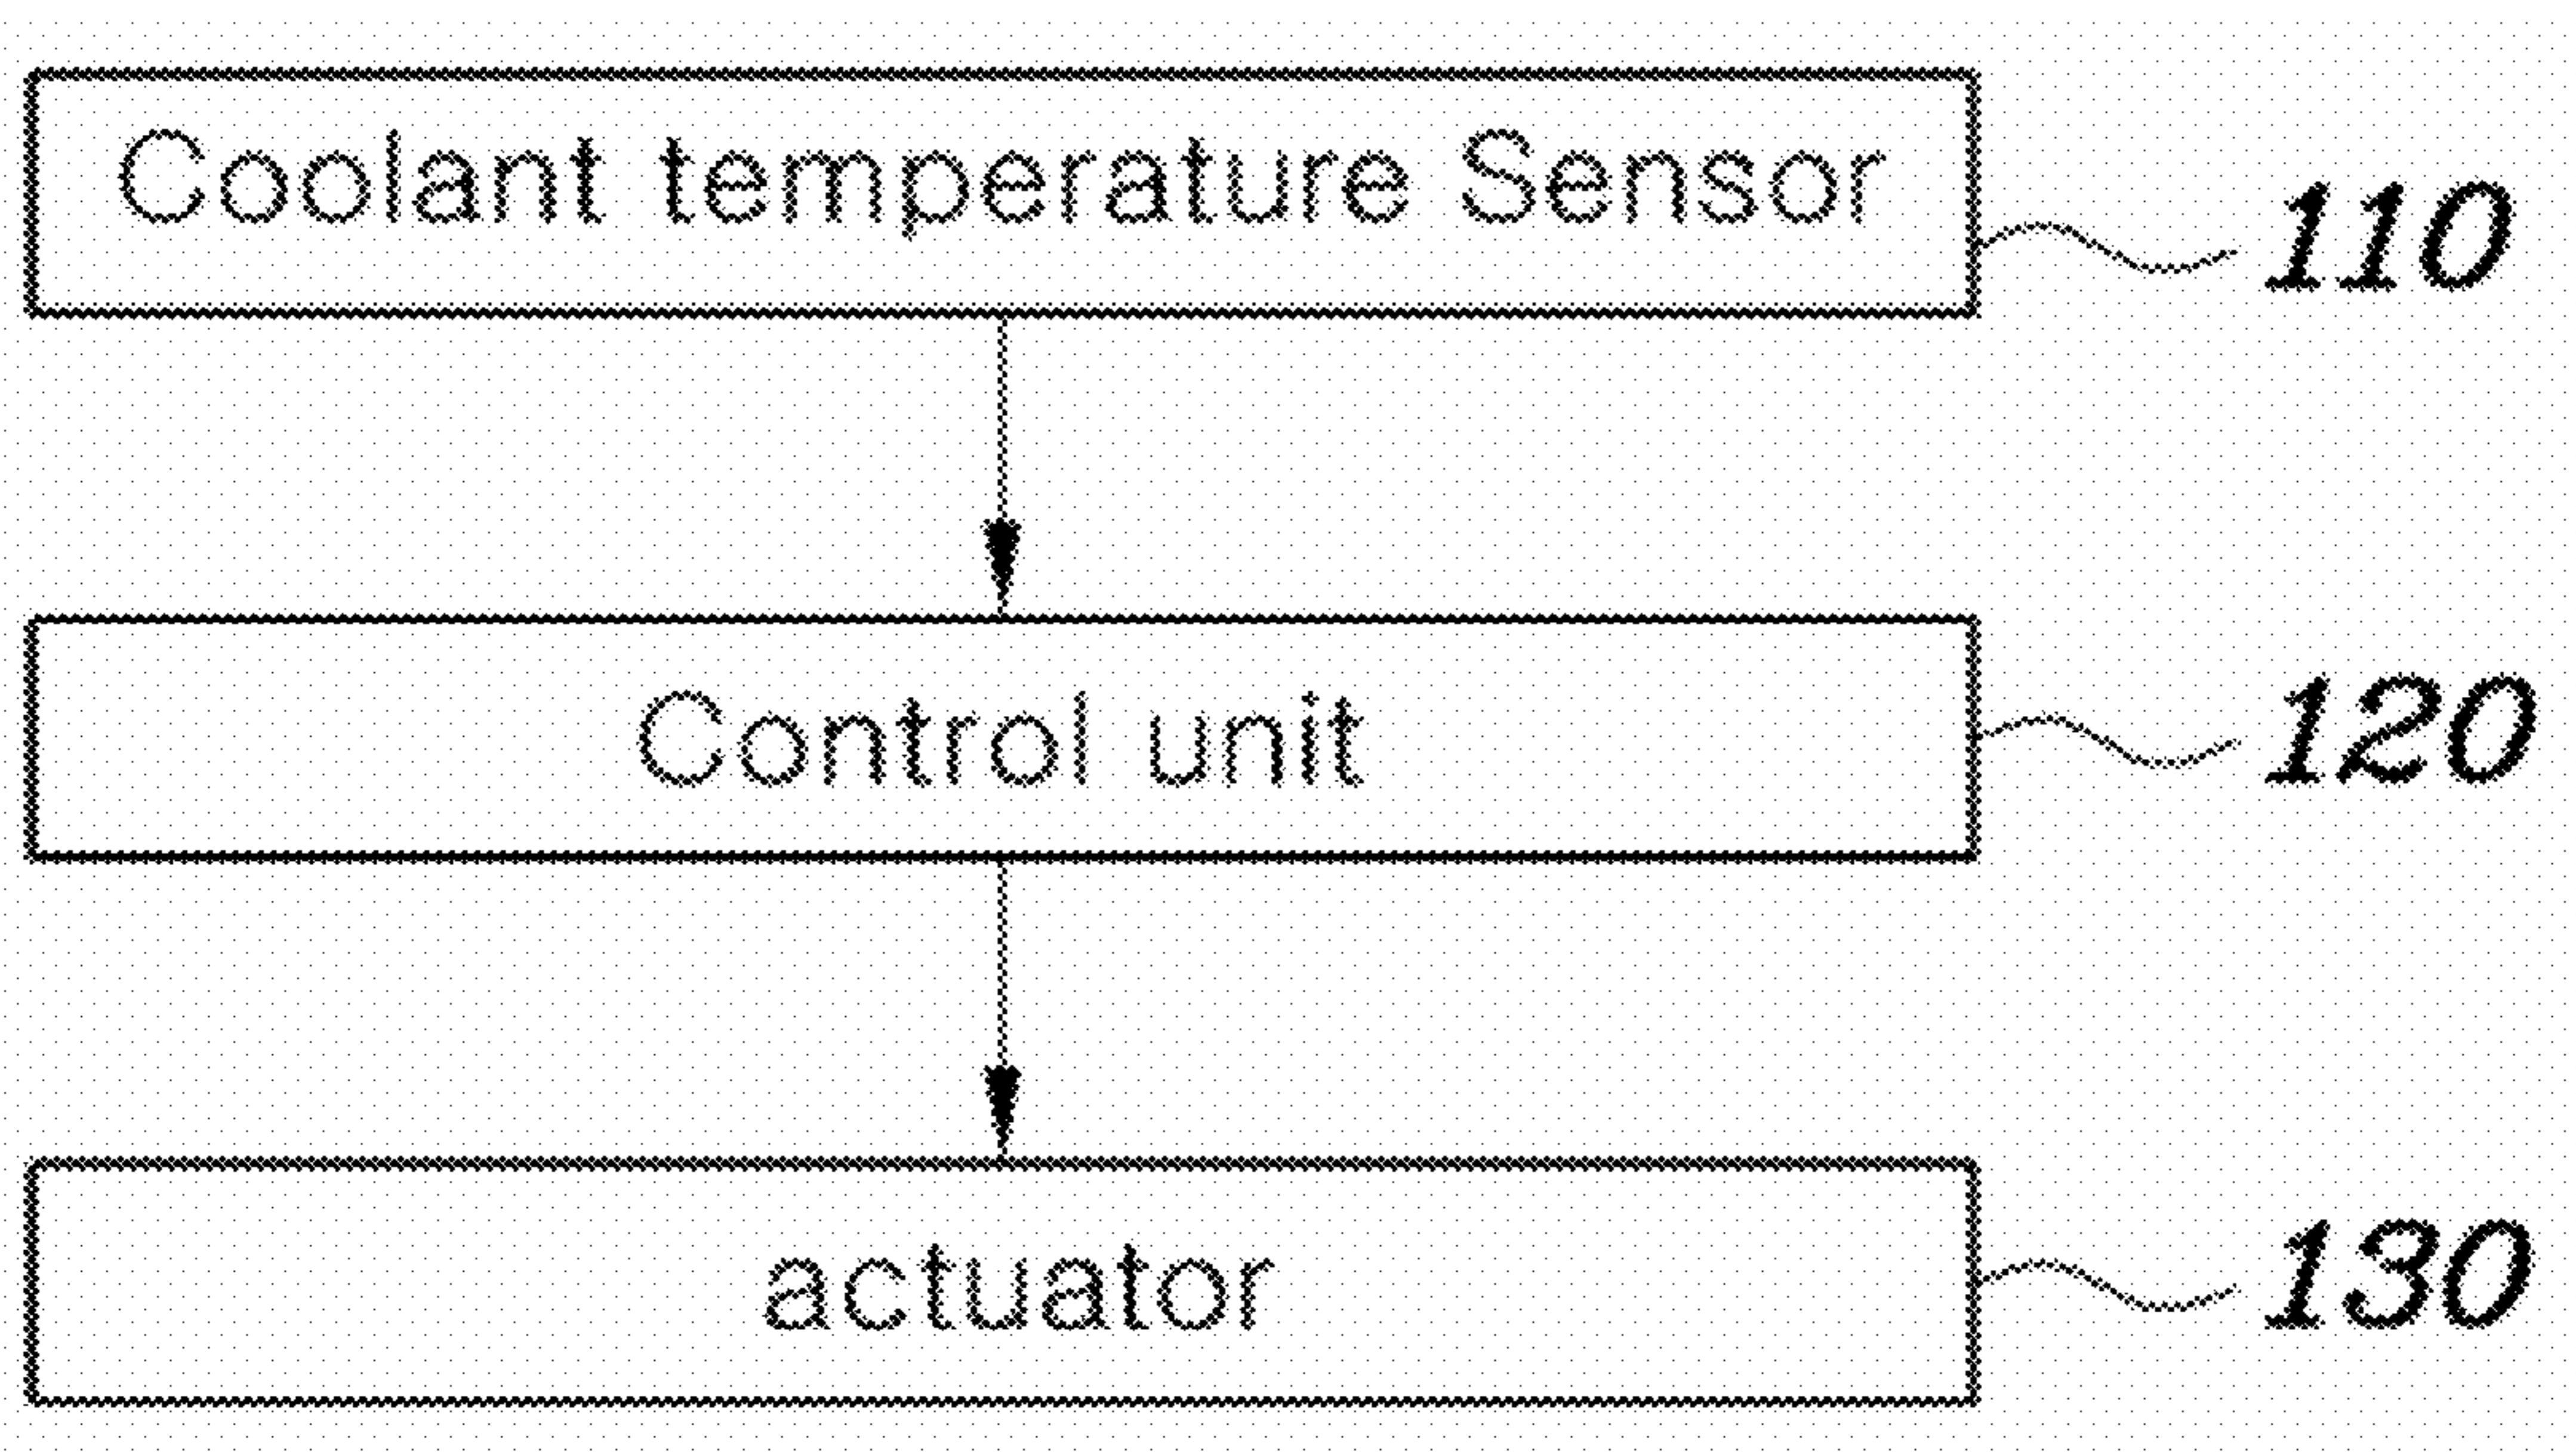 Coolant temperature Sensor
110
Control unit
120
actuator
130